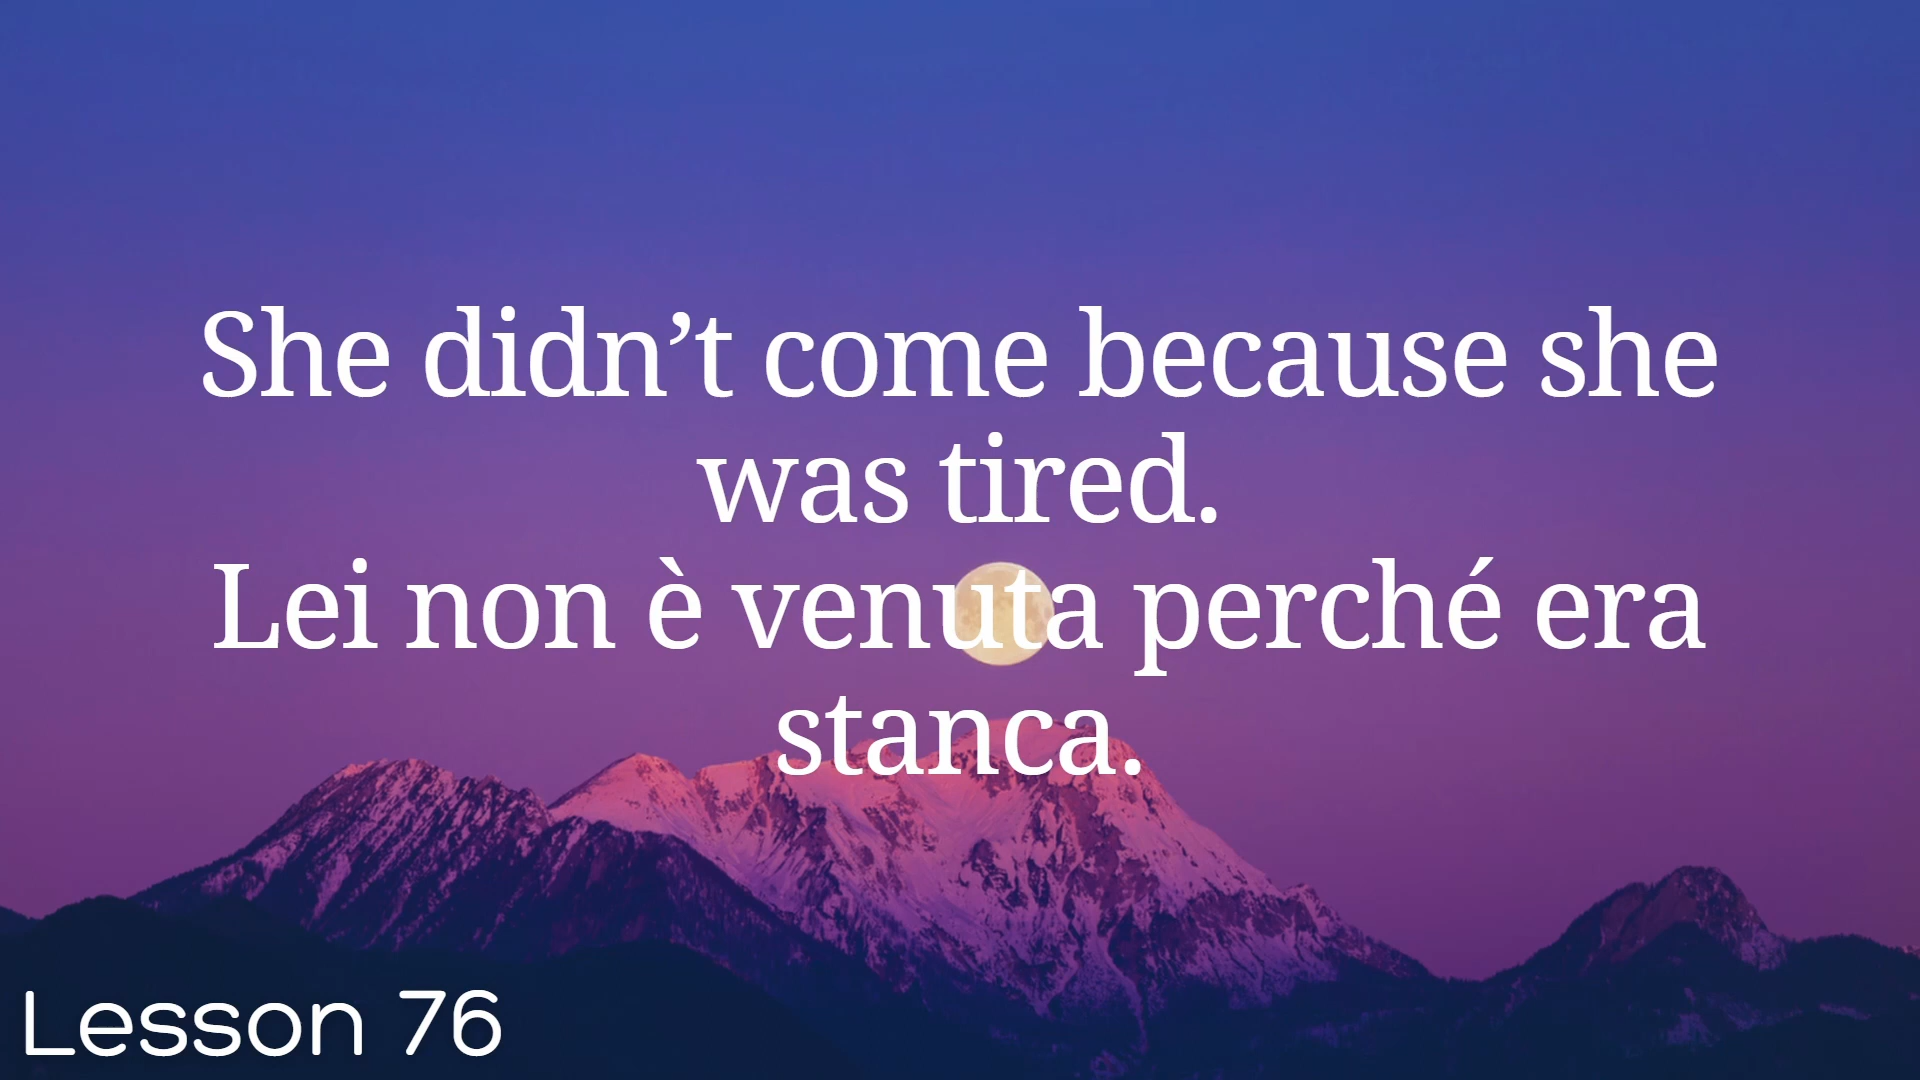 She didn’t come because she
was tired.
Lei non è venuta perché era
stanca.
Lesson 76